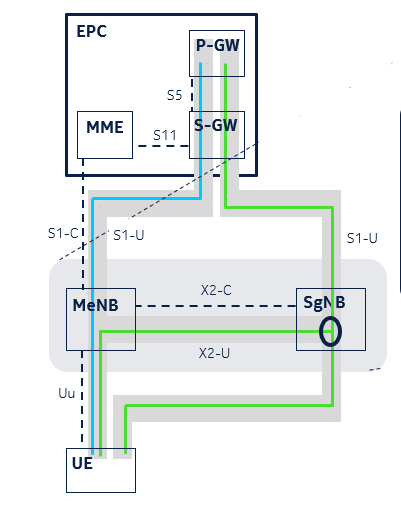 EPC
P-GW
S5
MME
S11
S-GW
S1-C
S1-U
S1-U
MeNB
X2-C
SgNB
X2-U
Uu
UE